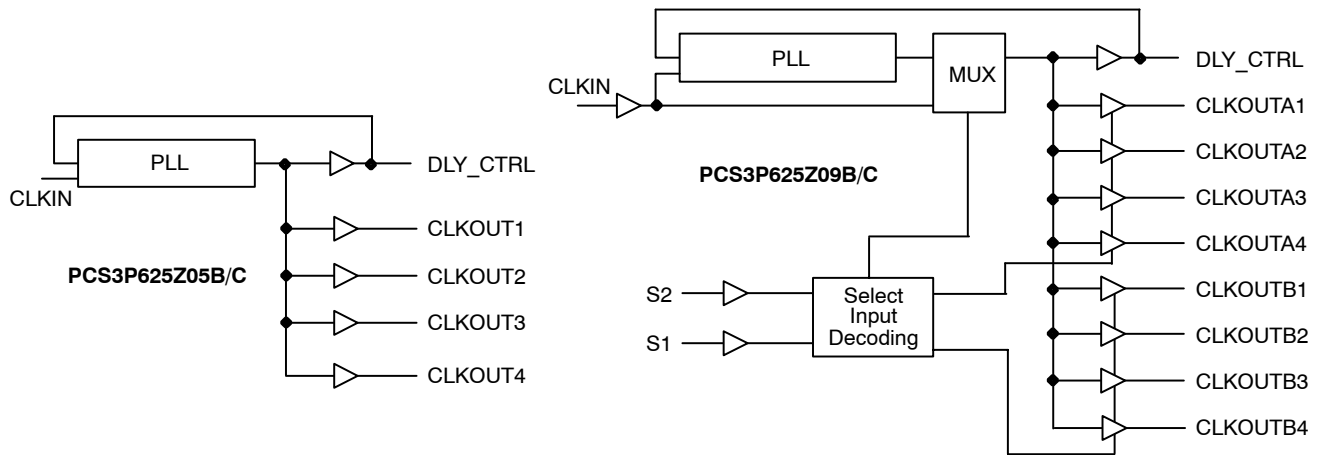 PLL
CLKIN
DLY_CTRL
CLKOUT1
CLKOUT2
CLKOUT3
CLKOUT4
PCS3P625Z05B/C
PLL
MUX
CLKIN
DLY_CTRL
CLKOUTA1
CLKOUTA2
CLKOUTA3
CLKOUTA4
CLKOUTB1
CLKOUTB2
CLKOUTB3
CLKOUTB4
PCS3P625Z09B/C
S2
S1
Select
Input
Decoding